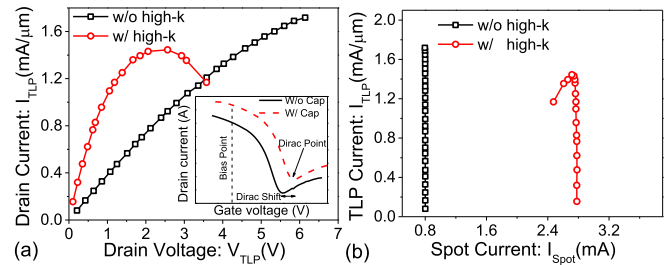 w/o high-k
w/ high-k
Drain Current: I_TLP(mA/μm)
1.6
1.2
0.8
0.4
0.0
0 1 2 3 4 5 6 7
Drain Voltage: V_TLP(V)
(a)
W/o Cap
W/ Cap
Drain current (A)
Bias Point
Dirac Point
Dirac Shift
Gate voltage (V)
w/o high-k
w/ high-k
TLP Current: I_TLP(mA/μm)
2.0
1.6
1.2
0.8
0.4
0.0
0.8 1.6 2.4 3.2 4.0
Spot Current: I_Spot(mA)
(b)